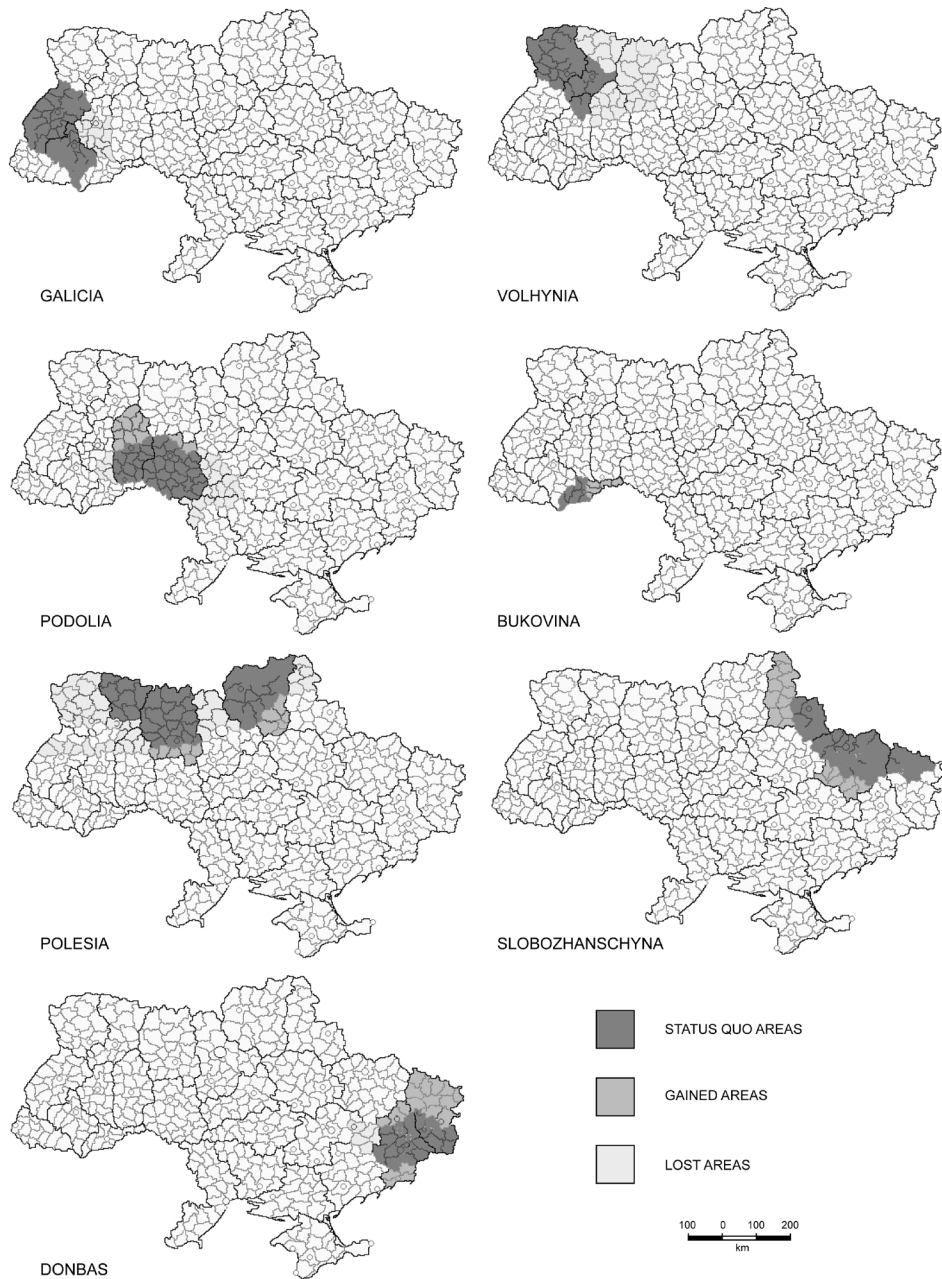 GALICIA
VOLHYNIA
PODOLIA
BUKOVINA
POLESIA
SLOBOZHANSCHYNA
DONBAS
STATUS QUO AREAS
GAINED AREAS
LOST AREAS
100 0 100 200
km